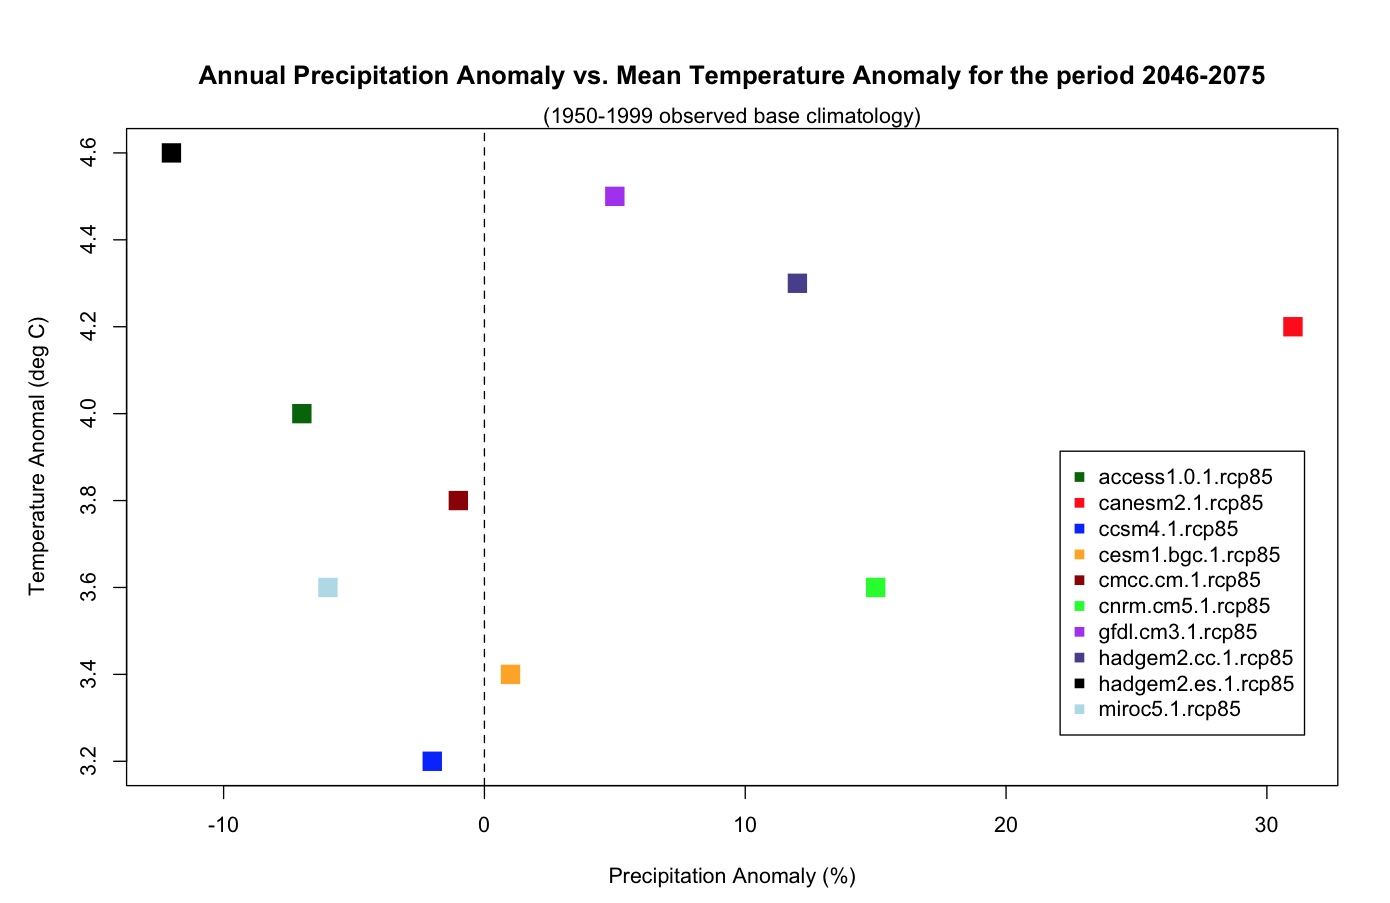 Annual Precipitation Anomaly vs. Mean Temperature Anomaly for the period 2046-2075
(1950-1999 observed base climatology)
Temperature Anomal (deg C)
4.6
4.4
4.2
4.0
3.8
3.6
3.4
3.2
access1.0.1.rcp85
canesm2.1.rcp85
ccsm4.1.rcp85
cesm1.bgc.1.rcp85
cmcc.cm.1.rcp85
cnrm.cm5.1.rcp85
gfdl.cm3.1.rcp85
hadgem2.cc.1.rcp85
hadgem2.es.1.rcp85
miroc5.1.rcp85
-10 0 10 20 30
Precipitation Anomaly (%)